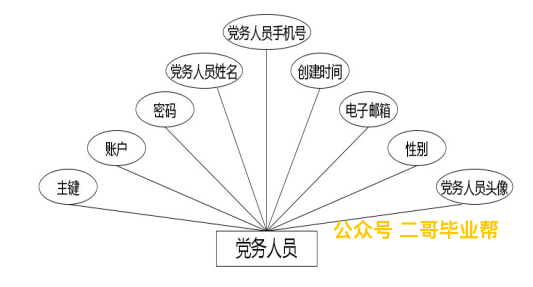 党务人员手机号
党务人员姓名
创建时间
密码
电子邮箱
账户
性别
主键
党务人员头像
公众号 二哥毕业帮
党务人员